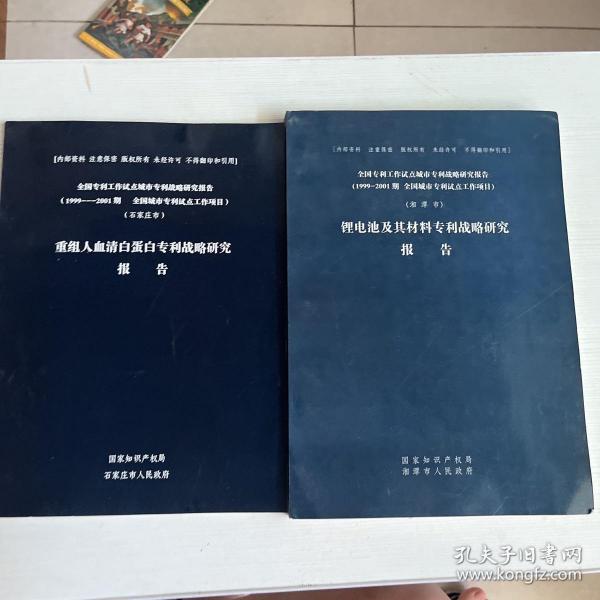 [内部资料 注意保密 版权所有 未经许可 不得翻印和引用]
全国专利工作试点城市专利战略研究报告
(1999---2001期 全国城市专利试点工作项目)
(石家庄市)
重组人血清白蛋白专利战略研究
报 告
国家知识产权局
石家庄市人民政府
[内部资料 注意保密 版权所有 未经许可 不得翻印和引用]
全国专利工作试点城市专利战略研究报告
(1999-2001期 全国城市专利试点工作项目)
(湘潭市)
锂电池及其材料专利战略研究
报 告
国家知识产权局
湘潭市人民政府
孔夫子旧书网
www.kongfz.com